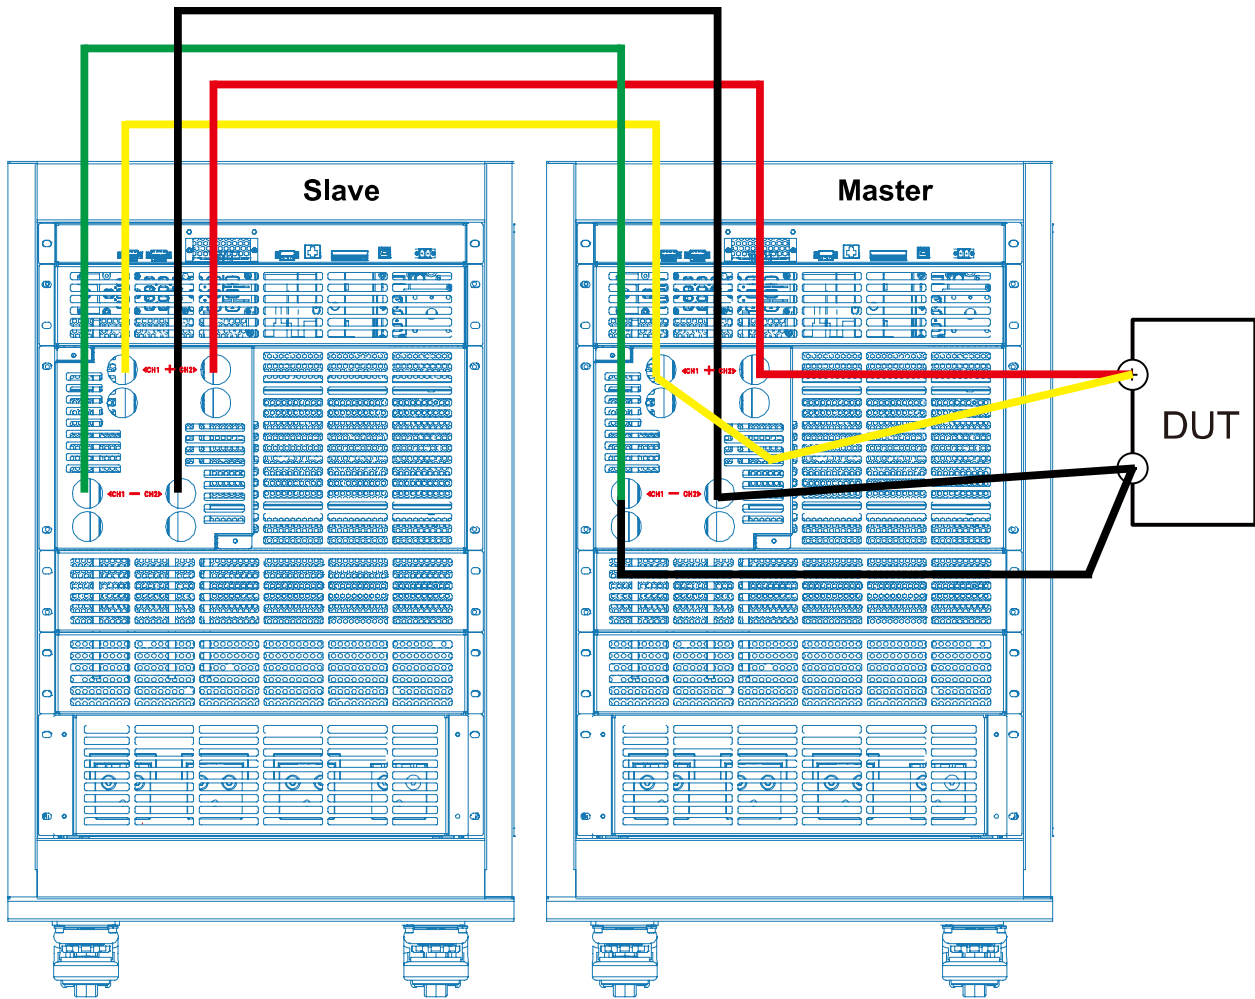 Slave
Master
◄CH1 + CH2►
◄CH1 + CH2►
+
DUT
◄CH1 − CH2►
◄CH1 − CH2►